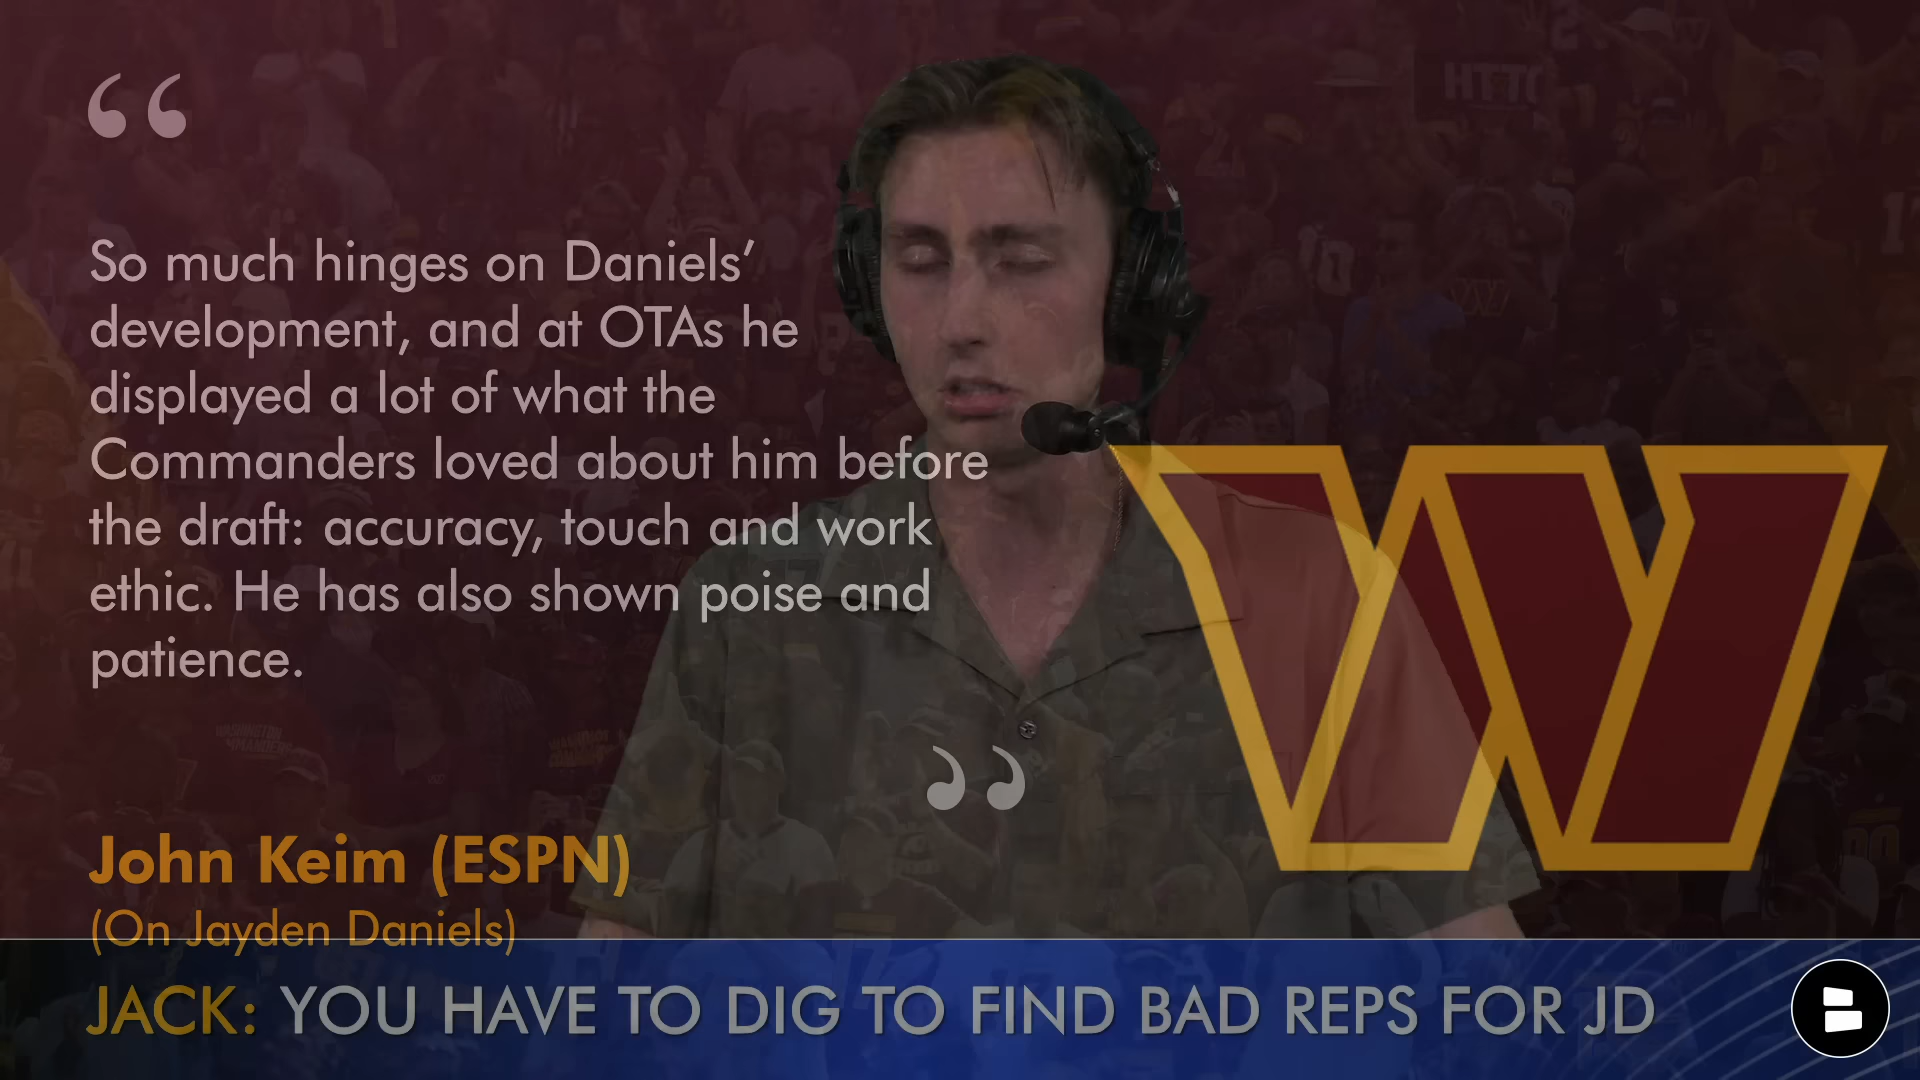 “
So much hinges on Daniels’
development, and at OTAs he
displayed a lot of what the
Commanders loved about him before
the draft: accuracy, touch and work
ethic. He has also shown poise and
patience.
”
John Keim (ESPN)
(On Jayden Daniels)
JACK: YOU HAVE TO DIG TO FIND BAD REPS FOR JD
W
WASHINGTON